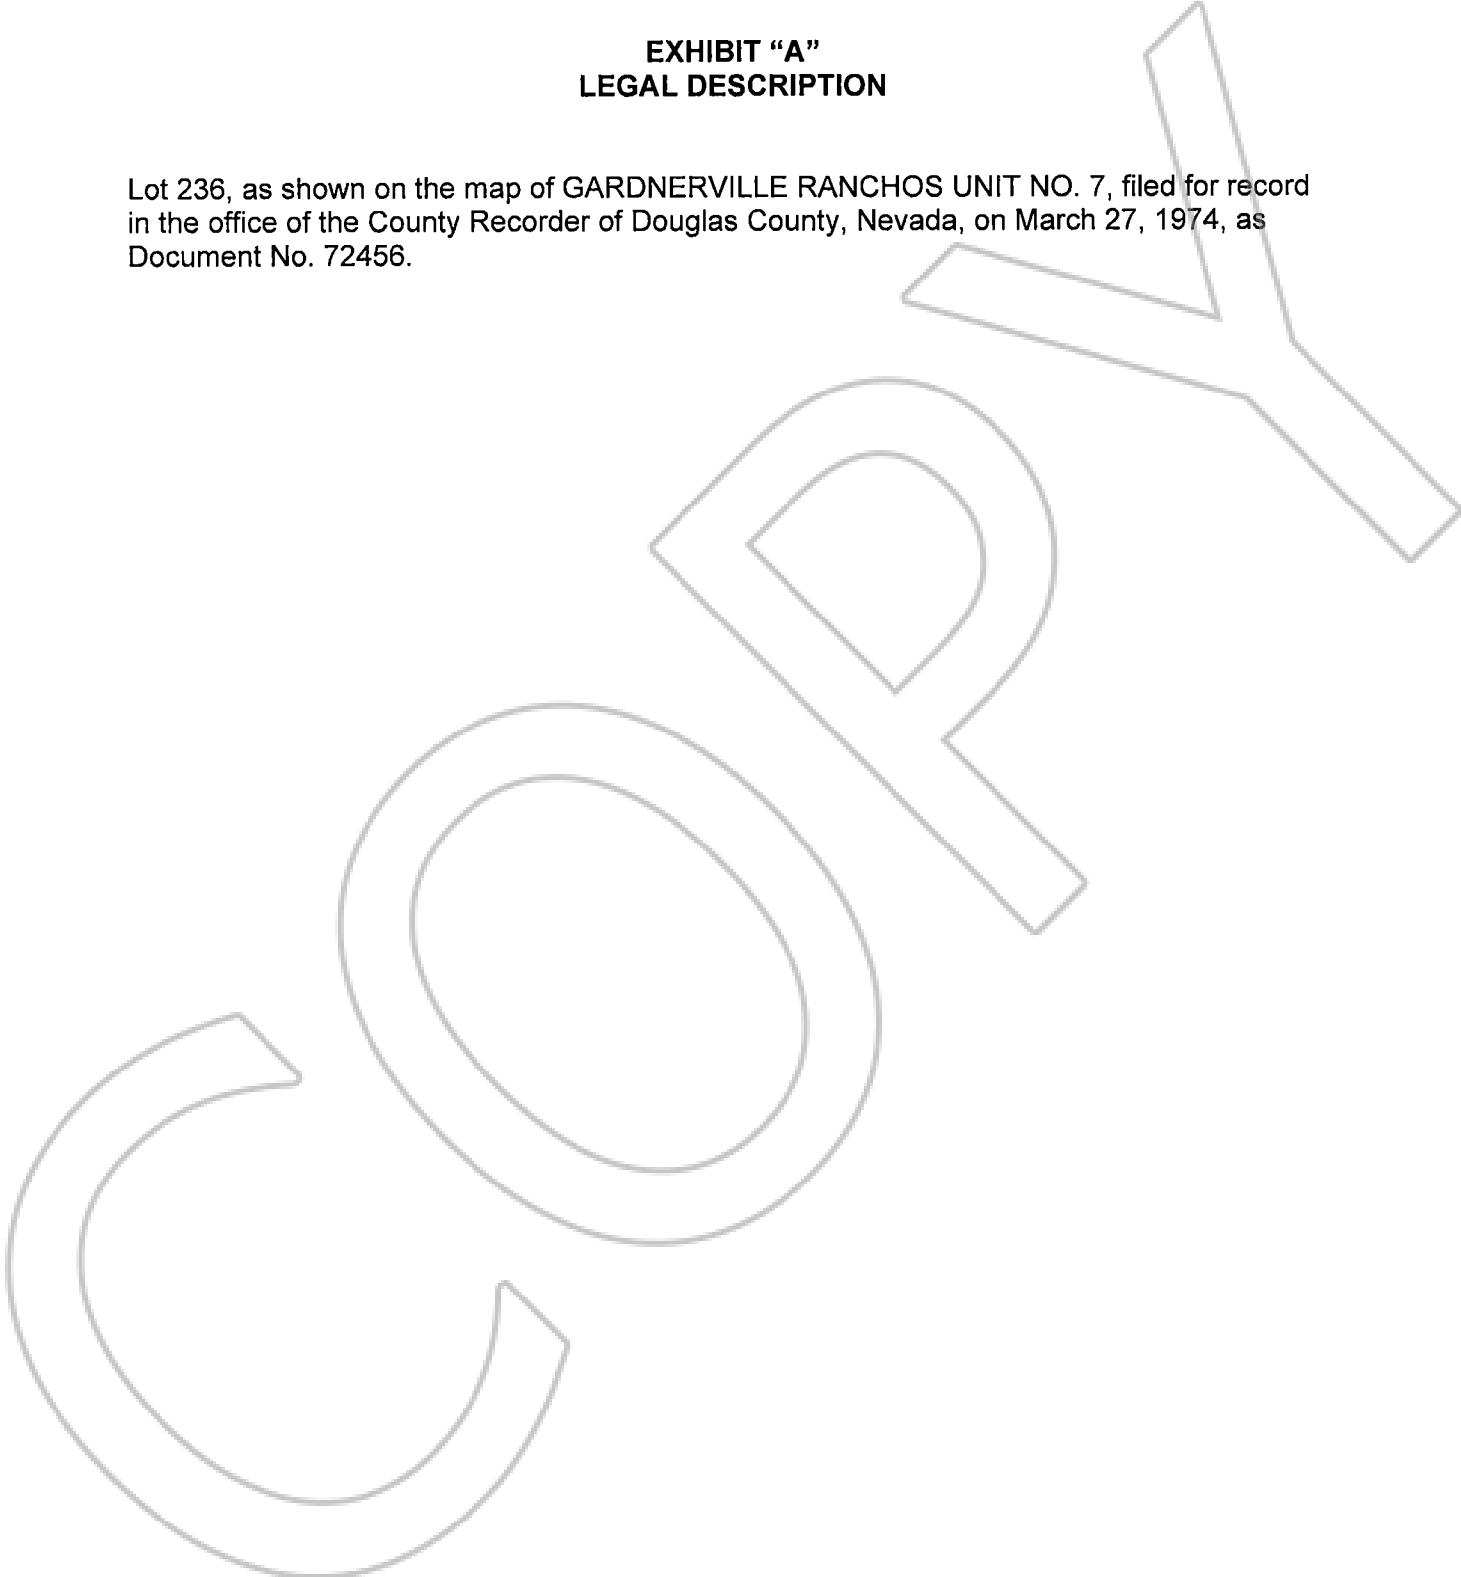 EXHIBIT “A”
LEGAL DESCRIPTION
Lot 236, as shown on the map of GARDNERVILLE RANCHOS UNIT NO. 7, filed for record
in the office of the County Recorder of Douglas County, Nevada, on March 27, 1974, as
Document No. 72456.
COPY